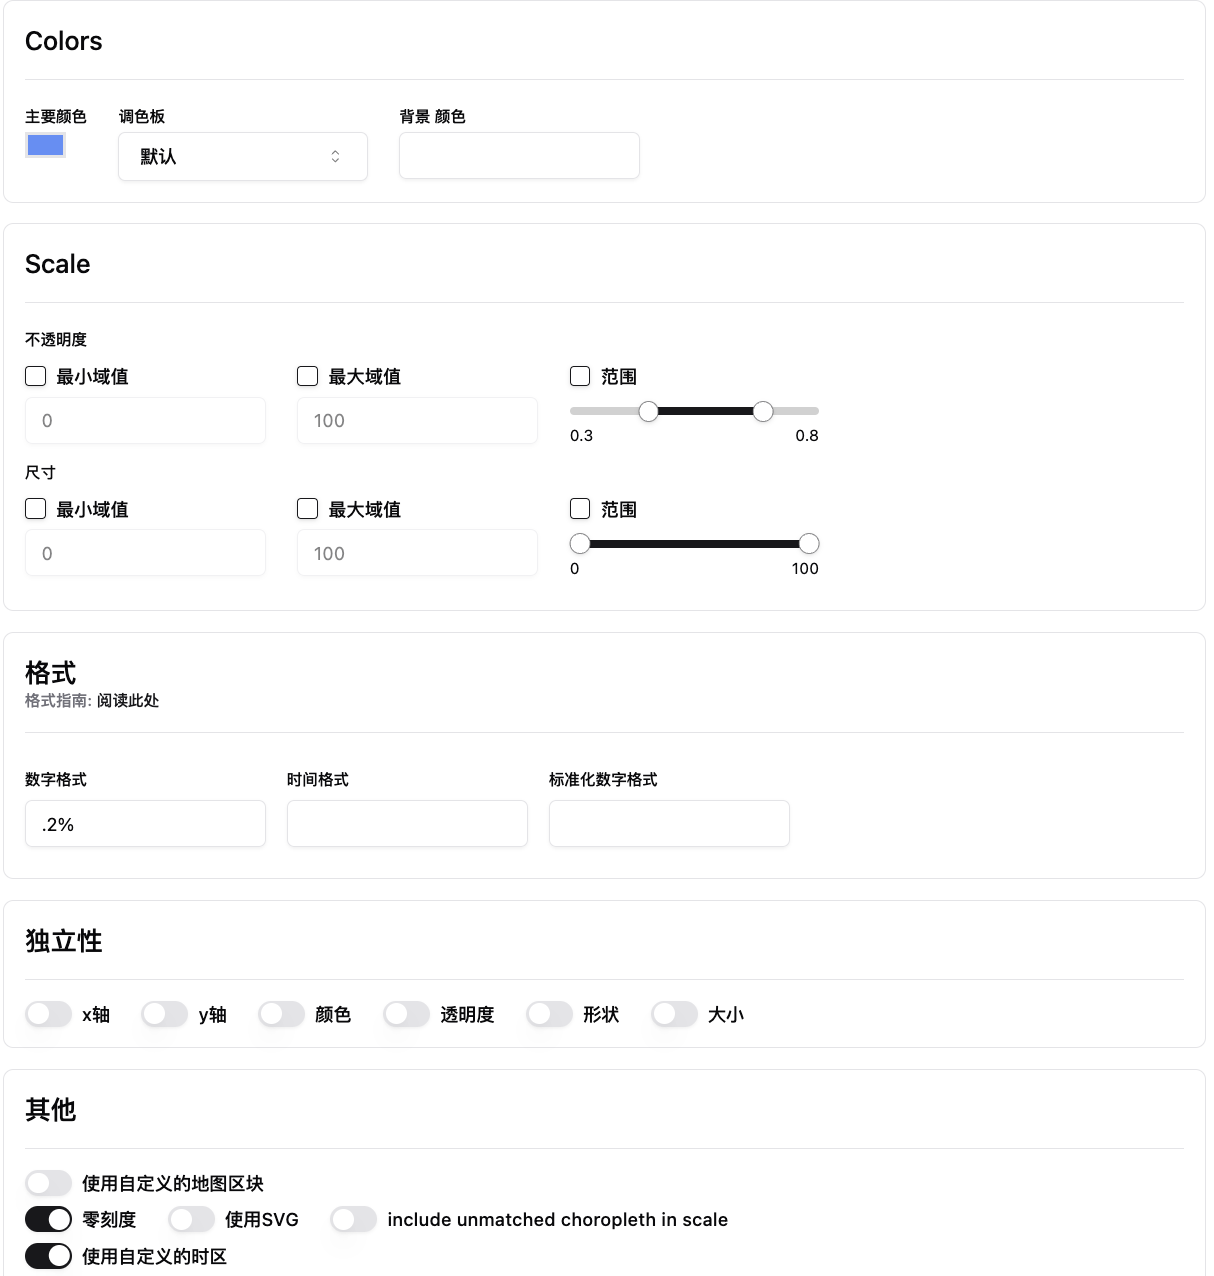 Colors
主要颜色 调色板 背景 颜色
默认
Scale
不透明度
最小域值 最大域值 范围
0 100
0.3 0.8
尺寸
最小域值 最大域值 范围
0 100
0 100
格式
格式指南: 阅读此处
数字格式 时间格式 标准化数字格式
.2%
独立性
x轴 y轴 颜色 透明度 形状 大小
其他
使用自定义的地图区块
零刻度 使用SVG include unmatched choropleth in scale
使用自定义的时区